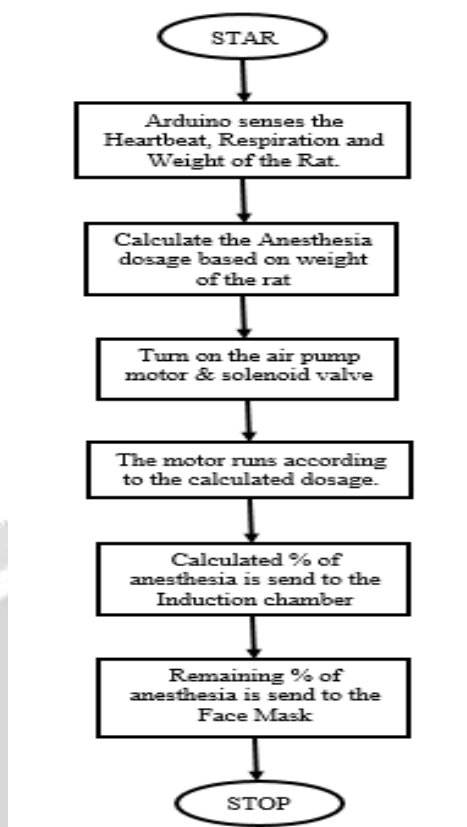 STAR
Arduino senses the
Heartbeat, Respiration and
Weight of the Rat.
Calculate the Anesthesia
dosage based on weight
of the rat
Turn on the air pump
motor & solenoid valve
The motor runs according
to the calculated dosage.
Calculated % of
anesthesia is send to the
Induction chamber
Remaining % of
anesthesia is send to the
Face Mask
STOP